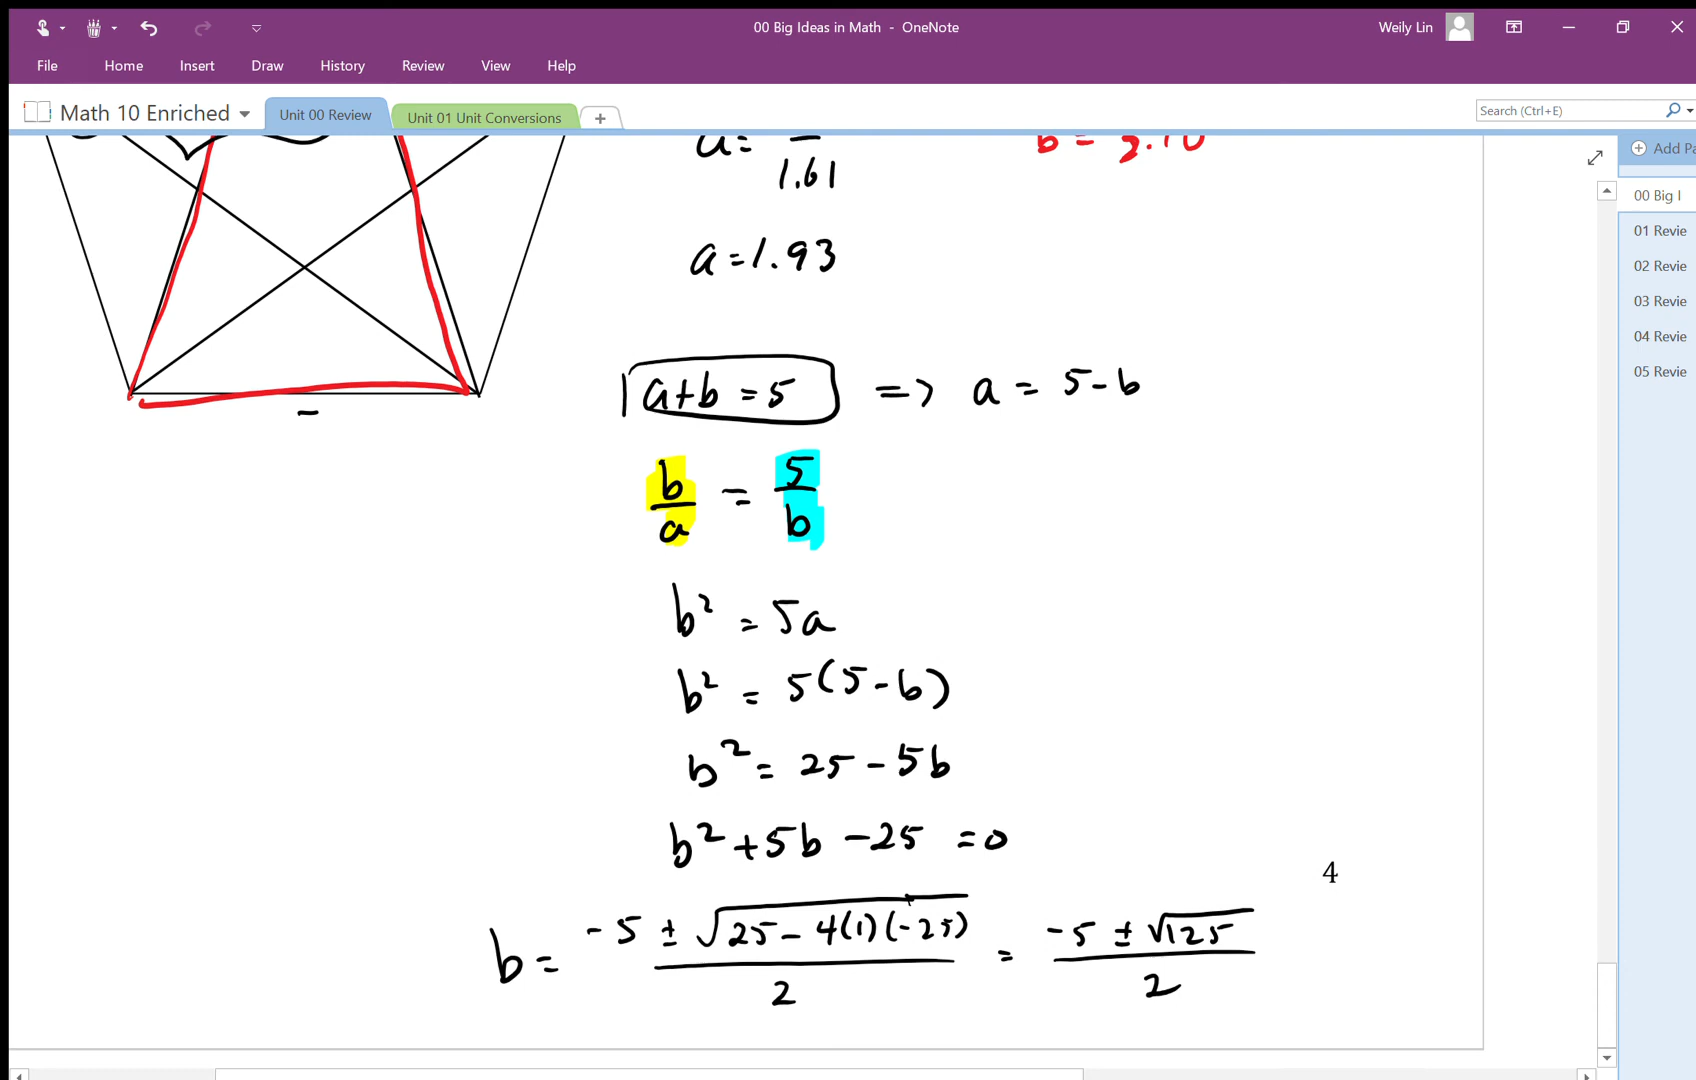 00 Big Ideas in Math - OneNote
Weily Lin
File Home Insert Draw History Review View Help
Math 10 Enriched
Unit 00 Review
Unit 01 Unit Conversions
+
Search (Ctrl+E)
Add Pa
00 Big I
01 Revie
02 Revie
03 Revie
04 Revie
05 Revie
a = 
1.61
a = 1.93
a+b = 5 => a = 5-b
b/a = 5/b
b² = 5a
b² = 5(5-b)
b² = 25 - 5b
b² + 5b - 25 = 0
4
b = (-5 ± √(25 - 4(1)(-25)))/2 = (-5 ± √125)/2